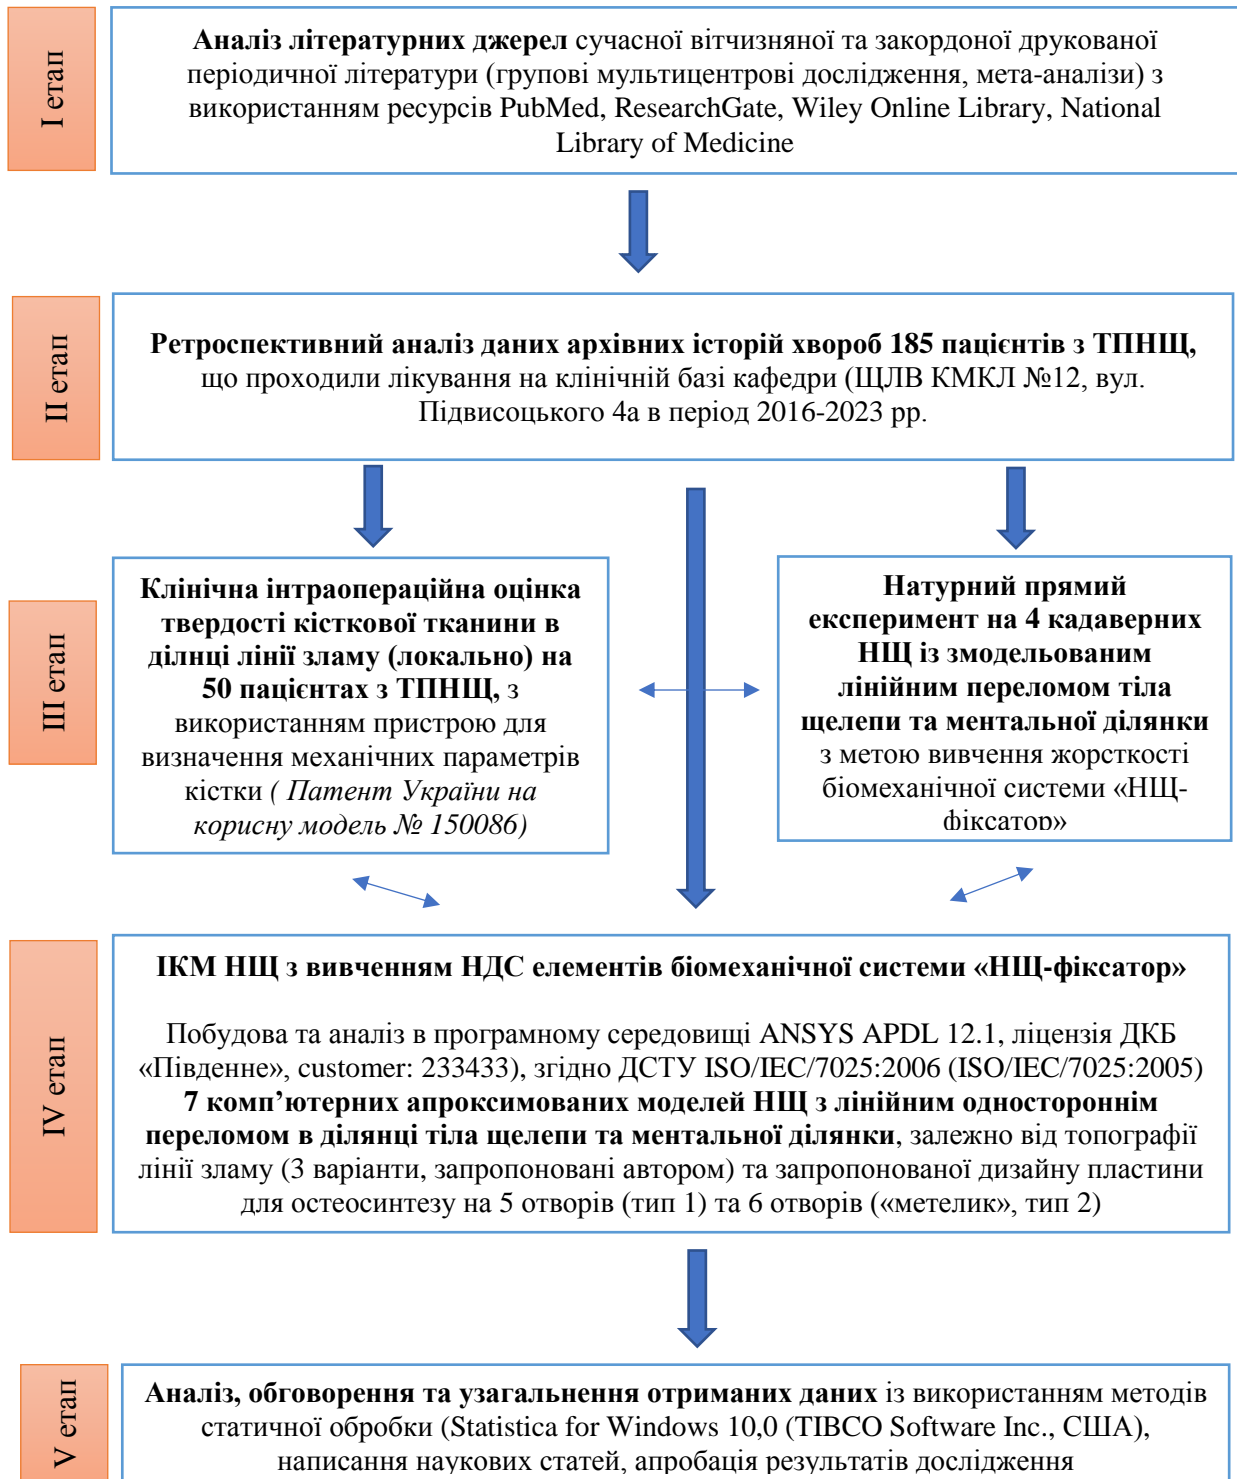 І етап
Аналіз літературних джерел сучасної вітчизняної та закордоної друкованої
періодичної літератури (групові мультицентрові дослідження, мета-аналізи) з
використанням ресурсів PubMed, ResearchGate, Wiley Online Library, National
Library of Medicine
ІІ етап
Ретроспективний аналіз даних архівних історій хвороб 185 пацієнтів з ТПНЩ,
що проходили лікування на клінічній базі кафедри (ЩЛВ КМКЛ №12, вул.
Підвисоцького 4а в період 2016-2023 рр.
ІІІ етап
Клінічна інтраопераційна оцінка
твердості кісткової тканини в
ділнці лінії зламу (локально) на
50 пацієнтах з ТПНЩ, з
використанням пристрою для
визначення механічних параметрів
кістки ( Патент України на
корисну модель № 150086)
Натурний прямий
експеримент на 4 кадаверних
НЩ із змодельованим
лінійним переломом тіла
щелепи та ментальної ділянки
з метою вивчення жорсткості
біомеханічної системи «НЩ-
фіксатор»
IV етап
ІКМ НЩ з вивченням НДС елементів біомеханічної системи «НЩ-фіксатор»
Побудова та аналіз в програмному середовищі ANSYS APDL 12.1, ліцензія ДКБ
«Південне», customer: 233433), згідно ДСТУ ISO/IEC/7025:2006 (ISO/IEC/7025:2005)
7 комп’ютерних апроксимованих моделей НЩ з лінійним одностороннім
переломом в ділянці тіла щелепи та ментальної ділянки, залежно від топографії
лінії зламу (3 варіанти, запропоновані автором) та запропонованої дизайну пластини
для остеосинтезу на 5 отворів (тип 1) та 6 отворів («метелик», тип 2)
V етап
Аналіз, обговорення та узагальнення отриманих даних із використанням методів
статичної обробки (Statistica for Windows 10,0 (TIBCO Software Inc., США),
написання наукових статей, апробація результатів дослідження